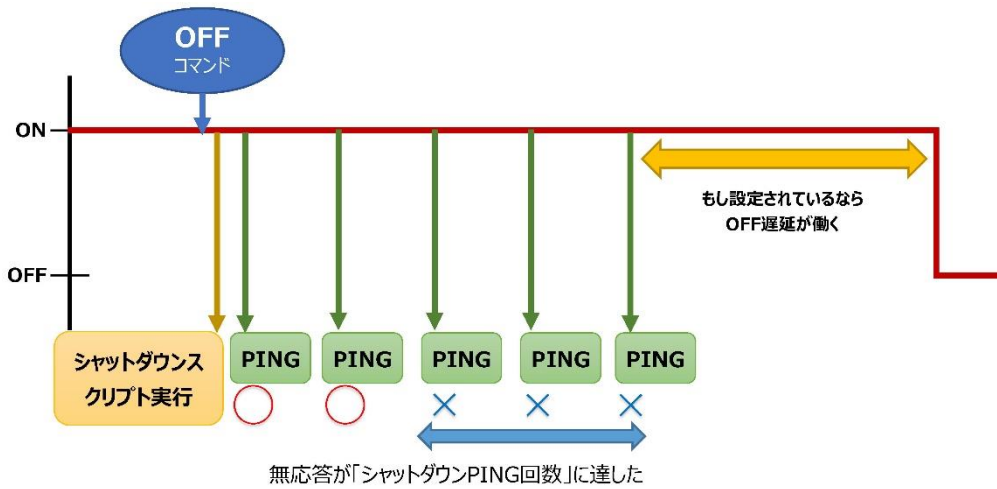 OFF
コマンド
ON
もし設定されているなら
OFF遅延が働く
OFF
シャットダウンス
クリプト実行
PING
PING
PING
PING
PING
無応答が「シャットダウンPING回数」に達した